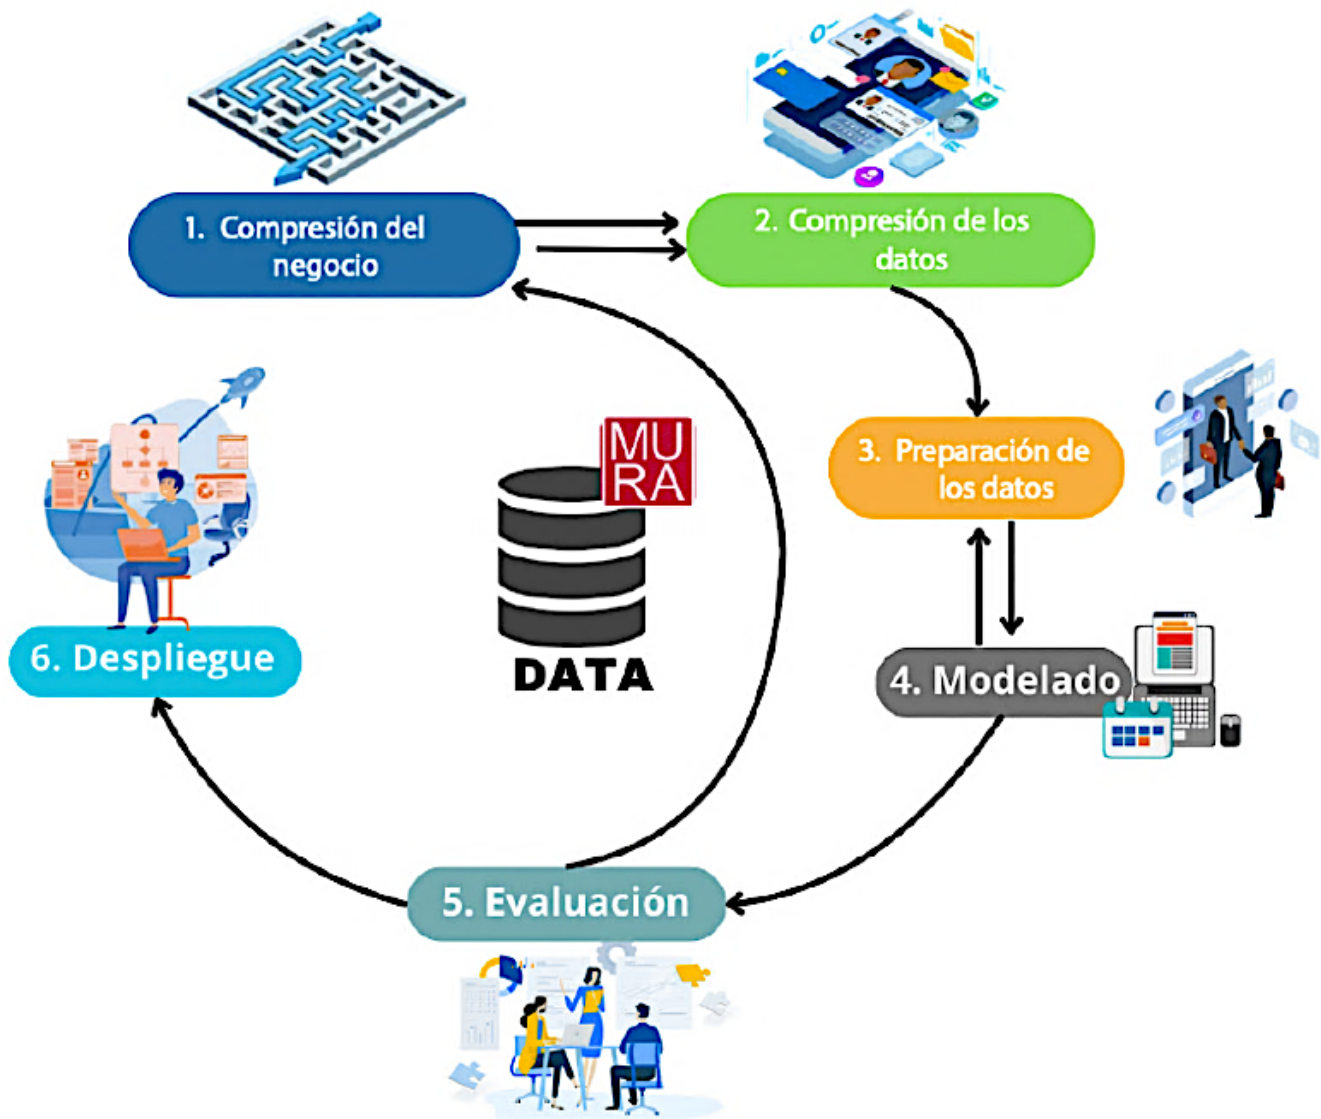 1. Compresión del
negocio
2. Compresión de los
datos
3. Preparación de
los datos
MU
RA
DATA
6. Despliegue
4. Modelado
5. Evaluación